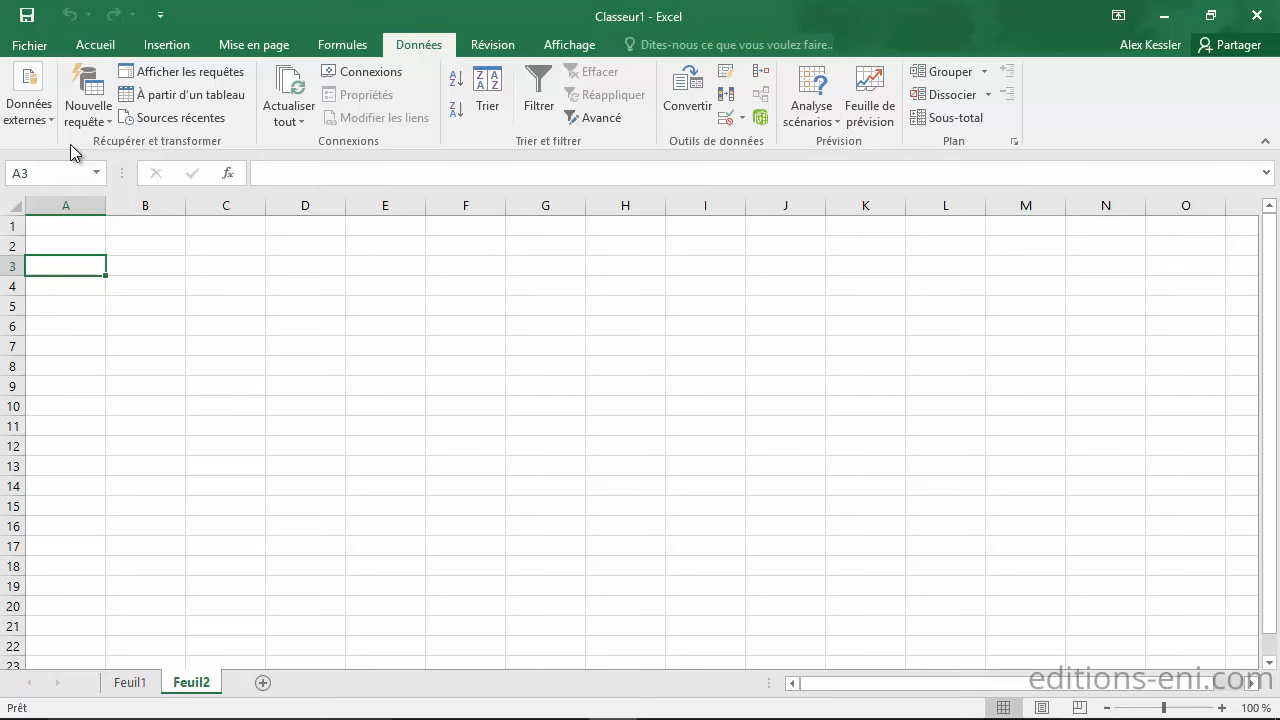 Classeur1 - Excel
Fichier Accueil Insertion Mise en page Formules Données Révision Affichage Dites-nous ce que vous voulez faire.. Alex Kessler Partager
Données externes
Nouvelle requête
Afficher les requêtes
À partir d'un tableau
Sources récentes
Récupérer et transformer
Actualiser tout
Connexions
Propriétés
Modifier les liens
Connexions
Trier
Filtrer
Effacer
Réappliquer
Avancé
Trier et filtrer
Convertir
Outils de données
Analyse scénarios
Feuille de prévision
Prévision
Grouper
Dissocier
Sous-total
Plan
A3 fx
A B C D E F G H I J K L M N O
1
2
3
4
5
6
7
8
9
10
11
12
13
14
15
16
17
18
19
20
21
22
23
Feuil1 Feuil2
editions-eni.com
Prêt 100 %